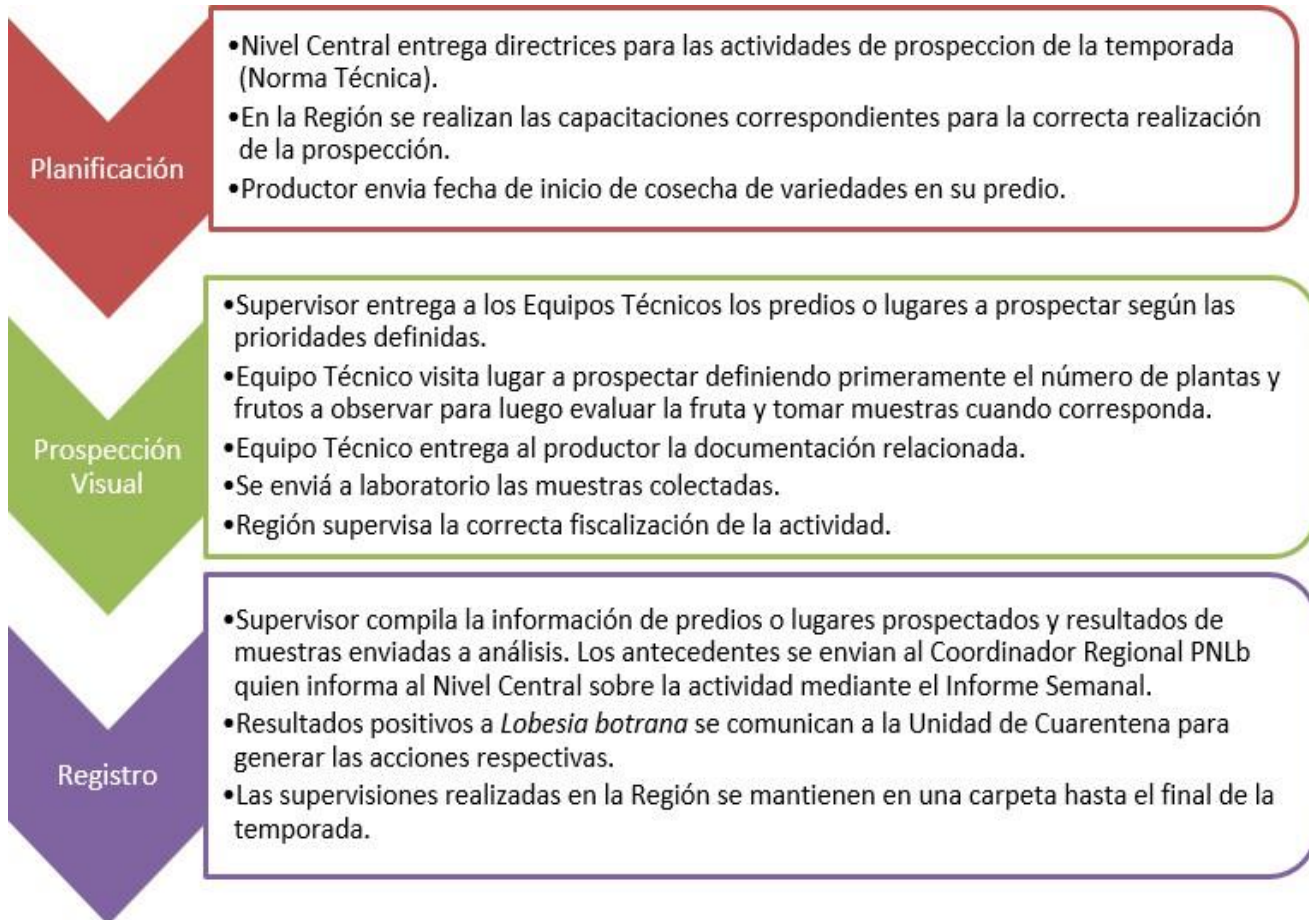 Planificación
•Nivel Central entrega directrices para las actividades de prospeccion de la temporada
(Norma Técnica).
•En la Región se realizan las capacitaciones correspondientes para la correcta realización
de la prospección.
•Productor envia fecha de inicio de cosecha de variedades en su predio.
Prospección
Visual
•Supervisor entrega a los Equipos Técnicos los predios o lugares a prospectar según las
prioridades definidas.
•Equipo Técnico visita lugar a prospectar definiendo primeramente el número de plantas y
frutos a observar para luego evaluar la fruta y tomar muestras cuando corresponda.
•Equipo Técnico entrega al productor la documentación relacionada.
•Se enviá a laboratorio las muestras colectadas.
•Región supervisa la correcta fiscalización de la actividad.
Registro
•Supervisor compila la información de predios o lugares prospectados y resultados de
muestras enviadas a análisis. Los antecedentes se envian al Coordinador Regional PNLb
quien informa al Nivel Central sobre la actividad mediante el Informe Semanal.
•Resultados positivos a Lobesia botrana se comunican a la Unidad de Cuarentena para
generar las acciones respectivas.
•Las supervisiones realizadas en la Región se mantienen en una carpeta hasta el final de la
temporada.